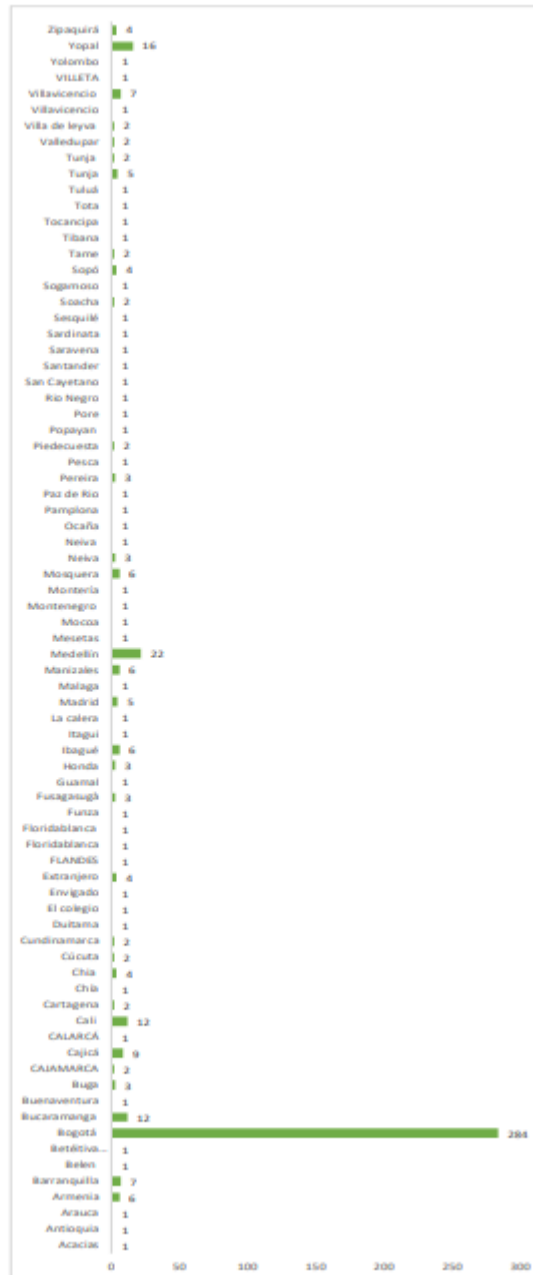 Zipaquirá 4
Yopal 16
Yolombo 1
VILLETA 1
Villavicencio 7
Villavicencio 1
Villa de leyva 2
Valledupar 2
Tunja 2
Tunja 5
Tuluá 1
Tota 1
Tocancipa 1
Tibana 1
Tame 2
Sopó 4
Sogamoso 1
Soacha 2
Sesquilé 1
Sardinata 1
Saravena 1
Santander 1
San Cayetano 1
Rio Negro 1
Pore 1
Popayan 1
Piedecuesta 2
Pesca 1
Pereira 3
Paz de Rio 1
Pamplona 1
Ocaña 1
Neiva 1
Neiva 3
Mosquera 6
Montería 1
Montenegro 1
Mocoa 1
Mesetas 1
Medellín 22
Manizales 6
Malaga 1
Madrid 5
La calera 1
Itagui 1
Ibagué 6
Honda 3
Guamal 1
Fusagasugá 3
Funza 1
Floridablanca 1
Floridablanca 1
FLANDES 1
Extranjero 4
Envigado 1
El colegio 1
Duitama 1
Cundinamarca 2
Cúcuta 2
Chia 4
Chía 1
Cartagena 2
Cali 12
CALARCÁ 1
Cajicá 9
CAJAMARCA 2
Buga 3
Buenaventura 1
Bucaramanga 12
Bogotá 284
Betéitiva... 1
Belen 1
Barranquilla 7
Armenia 6
Arauca 1
Antioquia 1
Acacias 1
0 50 100 150 200 250 300